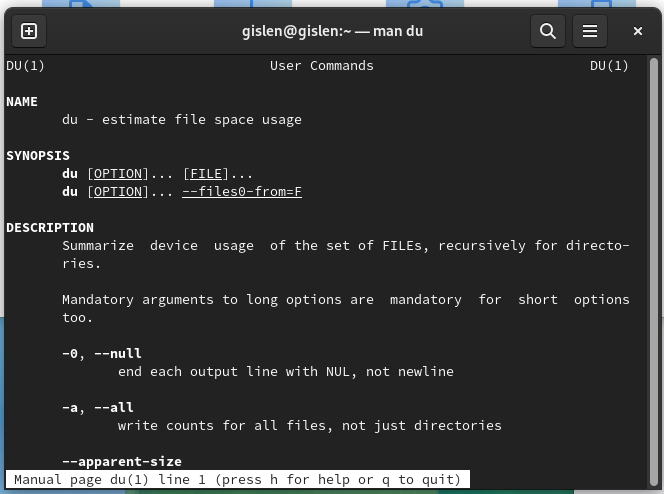 gislen@gislen:~ — man du
DU(1) User Commands DU(1)
NAME
du - estimate file space usage
SYNOPSIS
du [OPTION]... [FILE]...
du [OPTION]... --files0-from=F
DESCRIPTION
Summarize device usage of the set of FILEs, recursively for directo-
ries.
Mandatory arguments to long options are mandatory for short options
too.
-0, --null
end each output line with NUL, not newline
-a, --all
write counts for all files, not just directories
--apparent-size
Manual page du(1) line 1 (press h for help or q to quit)